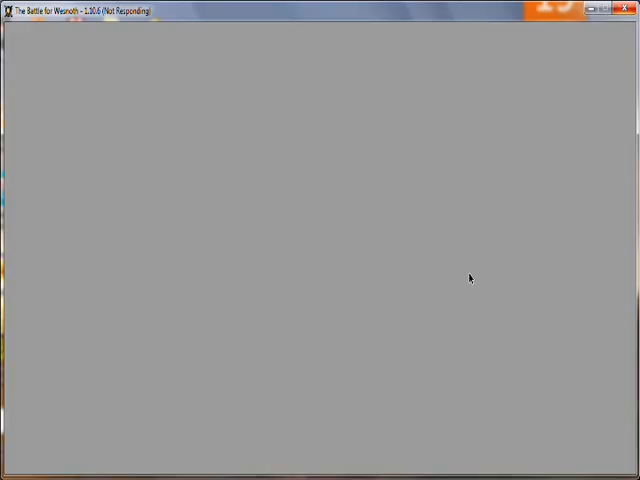 The Battle for Wesnoth - 1.10.6 (Not Responding)